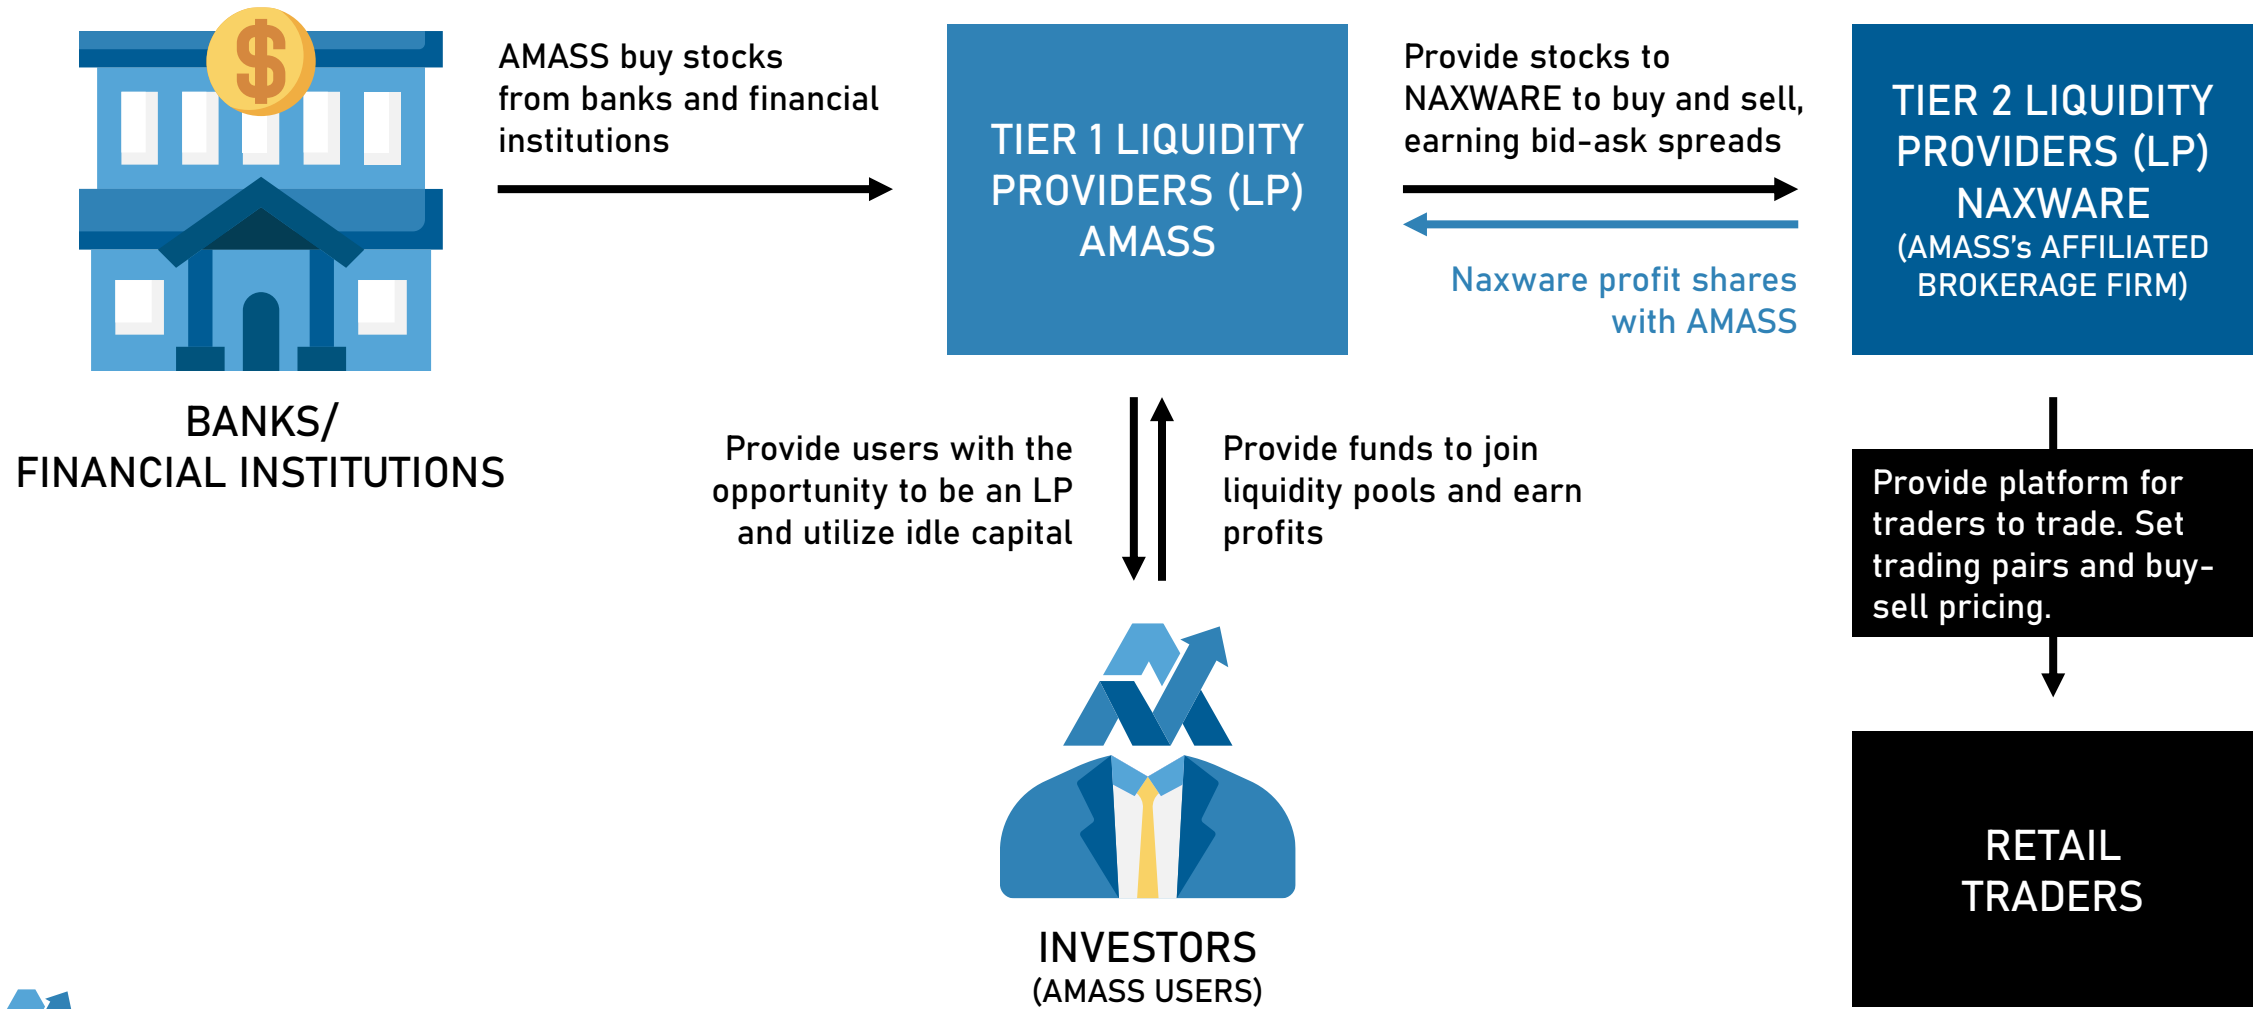 $
BANKS/
FINANCIAL INSTITUTIONS
AMASS buy stocks
from banks and financial
institutions
TIER 1 LIQUIDITY
PROVIDERS (LP)
AMASS
Provide stocks to
NAXWARE to buy and sell,
earning bid-ask spreads
Naxware profit shares
with AMASS
TIER 2 LIQUIDITY
PROVIDERS (LP)
NAXWARE
(AMASS's AFFILIATED
BROKERAGE FIRM)
Provide users with the
opportunity to be an LP
and utilize idle capital
Provide funds to join
liquidity pools and earn
profits
Provide platform for
traders to trade. Set
trading pairs and buy-
sell pricing.
INVESTORS
(AMASS USERS)
RETAIL
TRADERS